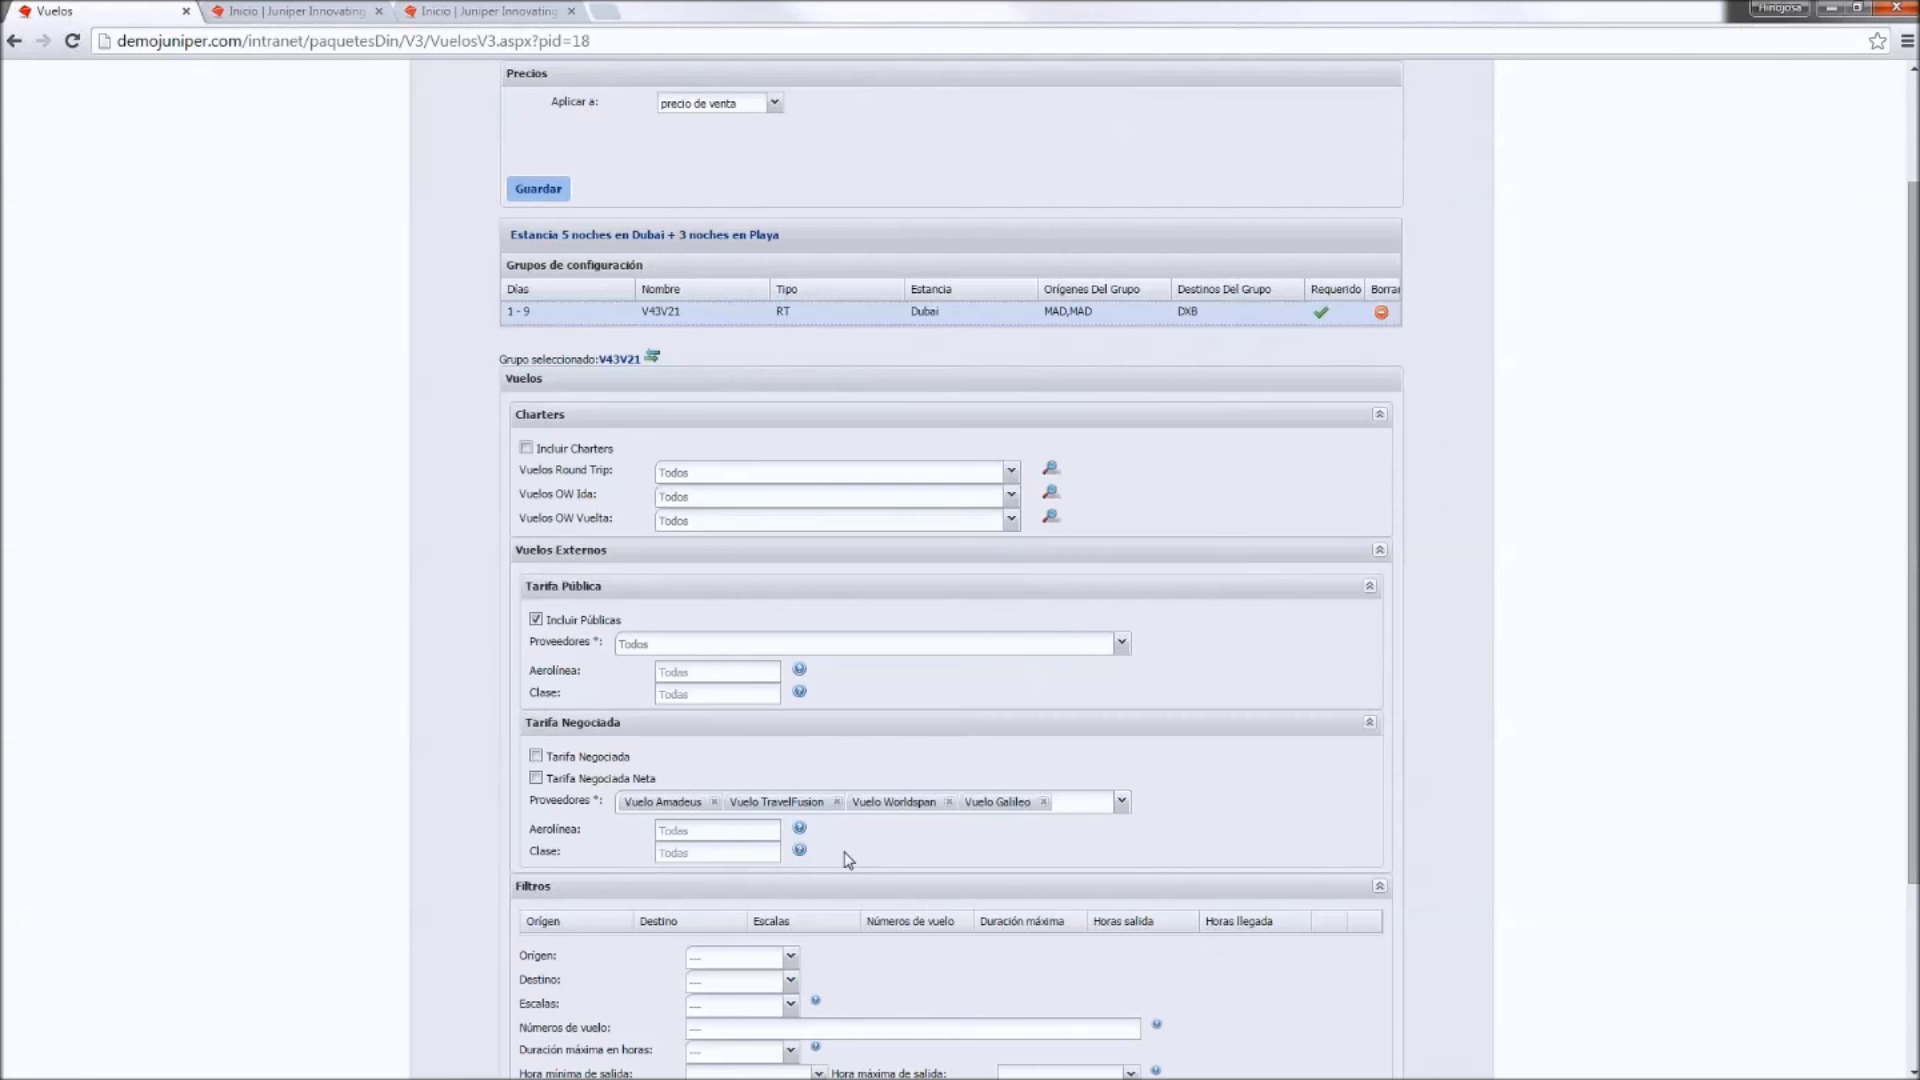 Vuelos
Inicio | Juniper Innovating
Inicio | Juniper Innovating
Hinojosa
demojuniper.com/intranet/paquetesDin/V3/VuelosV3.aspx?pid=18
Precios
Aplicar a: precio de venta
Guardar
Estancia 5 noches en Dubai + 3 noches en Playa
Grupos de configuración
Días Nombre Tipo Estancia Orígenes Del Grupo Destinos Del Grupo Requerido Borrar
1 - 9 V43V21 RT Dubai MAD,MAD DXB
Grupo seleccionado:V43V21
Vuelos
Charters
Incluir Charters
Vuelos Round Trip: Todos
Vuelos OW Ida: Todos
Vuelos OW Vuelta: Todos
Vuelos Externos
Tarifa Pública
Incluir Públicas
Proveedores *: Todos
Aerolínea: Todas
Clase: Todas
Tarifa Negociada
Tarifa Negociada
Tarifa Negociada Neta
Proveedores *: Vuelo Amadeus Vuelo TravelFusion Vuelo Worldspan Vuelo Galileo
Aerolínea: Todas
Clase: Todas
Filtros
Orígen Destino Escalas Números de vuelo Duración máxima Horas salida Horas llegada
Orígen: ---
Destino: ---
Escalas: ---
Números de vuelo: ---
Duración máxima en horas: ---
Hora mínima de salida: Hora máxima de salida: